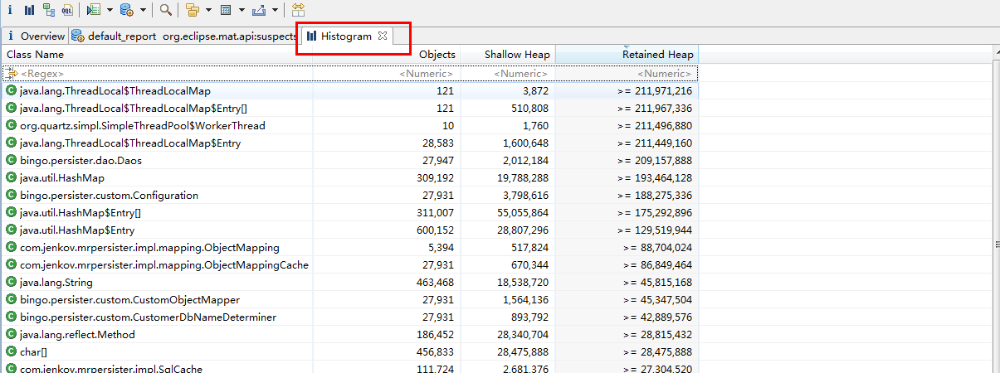 i OQL
i Overview default_report org.eclipse.mat.api:suspects Histogram
Class Name Objects Shallow Heap Retained Heap
<Regex> <Numeric> <Numeric> <Numeric>
C java.lang.ThreadLocal$ThreadLocalMap 121 3,872 >= 211,971,216
C java.lang.ThreadLocal$ThreadLocalMap$Entry[] 121 510,808 >= 211,967,336
C org.quartz.simpl.SimpleThreadPool$WorkerThread 10 1,760 >= 211,496,880
C java.lang.ThreadLocal$ThreadLocalMap$Entry 28,583 1,600,648 >= 211,449,160
C bingo.persister.dao.Daos 27,947 2,012,184 >= 209,157,888
C java.util.HashMap 309,192 19,788,288 >= 193,464,128
C bingo.persister.custom.Configuration 27,931 3,798,616 >= 188,275,336
C java.util.HashMap$Entry[] 311,007 55,055,864 >= 175,292,896
C java.util.HashMap$Entry 600,152 28,807,296 >= 129,519,944
C com.jenkov.mrpersister.impl.mapping.ObjectMapping 5,394 517,824 >= 88,704,024
C com.jenkov.mrpersister.impl.mapping.ObjectMappingCache 27,931 670,344 >= 86,849,464
C java.lang.String 463,468 18,538,720 >= 45,815,168
C bingo.persister.custom.CustomObjectMapper 27,931 1,564,136 >= 45,347,504
C bingo.persister.custom.CustomerDbNameDeterminer 27,931 893,792 >= 42,889,576
C java.lang.reflect.Method 186,452 28,340,704 >= 28,815,432
C char[] 456,833 28,475,888 >= 28,475,888
C com.jenkov.mrpersister.impl.SqlCache 111,724 2,681,376 >= 27,304,520